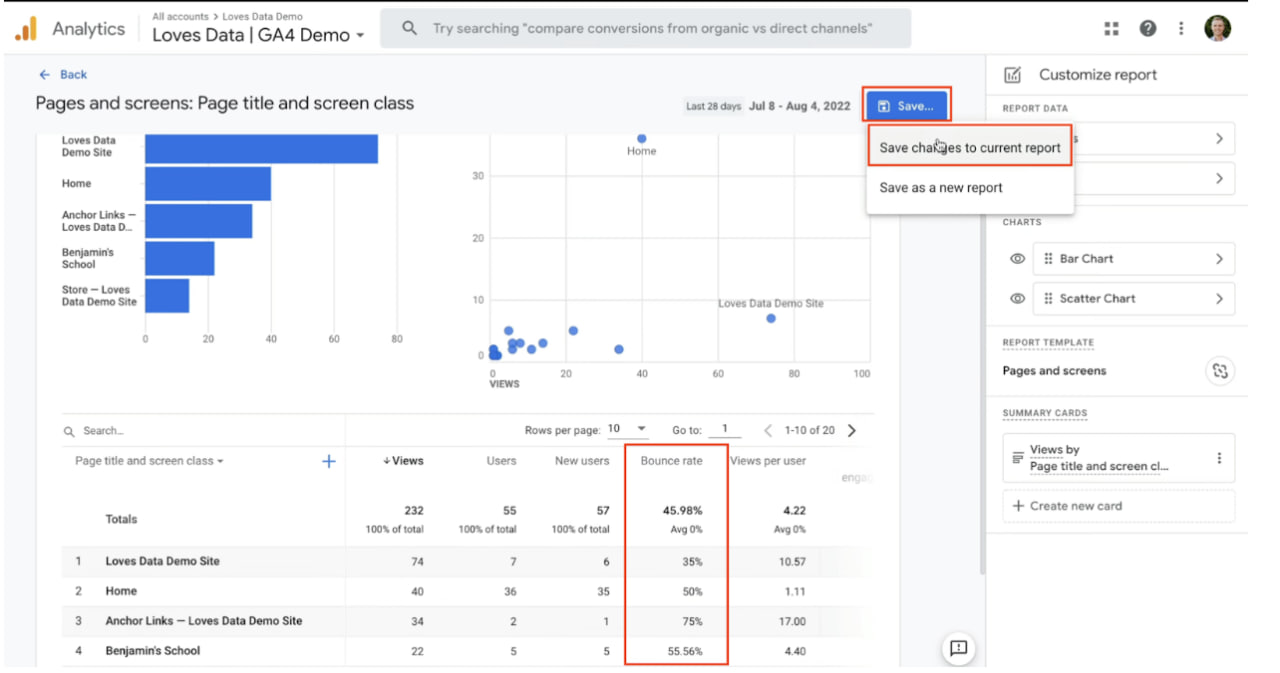 Analytics
All accounts > Loves Data Demo
Loves Data | GA4 Demo
Try searching "compare conversions from organic vs direct channels"
Back
Pages and screens: Page title and screen class
Last 28 days Jul 8 - Aug 4, 2022
Save...
Save changes to current report
Save as a new report
Loves Data
Demo Site
Home
Anchor Links —
Loves Data D...
Benjamin's
School
Store — Loves
Data Demo Site
0 20 40 60 80
Home
30
20
10
0
Loves Data Demo Site
0 20 40 60 80 100
VIEWS
Search...
Rows per page: 10 Go to: 1 1-10 of 20
Page title and screen class + Views Users New users Bounce rate Views per user
engag
Totals 232 55 57 45.98% 4.22
100% of total 100% of total 100% of total Avg 0% Avg 0%
1 Loves Data Demo Site 74 7 6 35% 10.57
2 Home 40 36 35 50% 1.11
3 Anchor Links — Loves Data Demo Site 34 2 1 75% 17.00
4 Benjamin's School 22 5 5 55.56% 4.40
Customize report
REPORT DATA
CHARTS
Bar Chart
Scatter Chart
REPORT TEMPLATE
Pages and screens
SUMMARY CARDS
Views by
Page title and screen cl...
+ Create new card